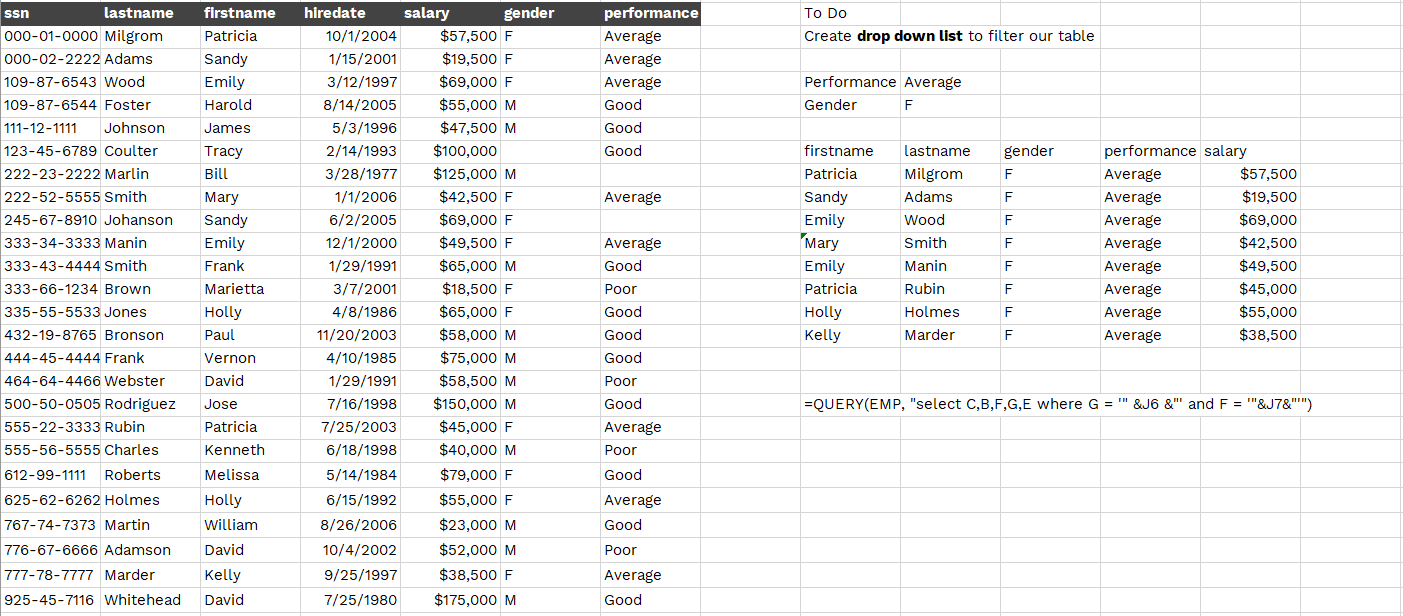 ssn lastname firstname hiredate salary gender performance To Do
000-01-0000 Milgrom Patricia 10/1/2004 $57,500 F Average Create drop down list to filter our table
000-02-2222 Adams Sandy 1/15/2001 $19,500 F Average
109-87-6543 Wood Emily 3/12/1997 $69,000 F Average Performance Average
109-87-6544 Foster Harold 8/14/2005 $55,000 M Good Gender F
111-12-1111 Johnson James 5/3/1996 $47,500 M Good
123-45-6789 Coulter Tracy 2/14/1993 $100,000 Good firstname lastname gender performance salary
222-23-2222 Marlin Bill 3/28/1977 $125,000 M Patricia Milgrom F Average $57,500
222-52-5555 Smith Mary 1/1/2006 $42,500 F Average Sandy Adams F Average $19,500
245-67-8910 Johanson Sandy 6/2/2005 $69,000 F Emily Wood F Average $69,000
333-34-3333 Manin Emily 12/1/2000 $49,500 F Average Mary Smith F Average $42,500
333-43-4444 Smith Frank 1/29/1991 $65,000 M Good Emily Manin F Average $49,500
333-66-1234 Brown Marietta 3/7/2001 $18,500 F Poor Patricia Rubin F Average $45,000
335-55-5533 Jones Holly 4/8/1986 $65,000 F Good Holly Holmes F Average $55,000
432-19-8765 Bronson Paul 11/20/2003 $58,000 M Good Kelly Marder F Average $38,500
444-45-4444 Frank Vernon 4/10/1985 $75,000 M Good
464-64-4466 Webster David 1/29/1991 $58,500 M Poor
500-50-0505 Rodriguez Jose 7/16/1998 $150,000 M Good =QUERY(EMP, "select C,B,F,G,E where G = '" &J6 &"' and F = '"&J7&"'")
555-22-3333 Rubin Patricia 7/25/2003 $45,000 F Average
555-56-5555 Charles Kenneth 6/18/1998 $40,000 M Poor
612-99-1111 Roberts Melissa 5/14/1984 $79,000 F Good
625-62-6262 Holmes Holly 6/15/1992 $55,000 F Average
767-74-7373 Martin William 8/26/2006 $23,000 M Good
776-67-6666 Adamson David 10/4/2002 $52,000 M Poor
777-78-7777 Marder Kelly 9/25/1997 $38,500 F Average
925-45-7116 Whitehead David 7/25/1980 $175,000 M Good